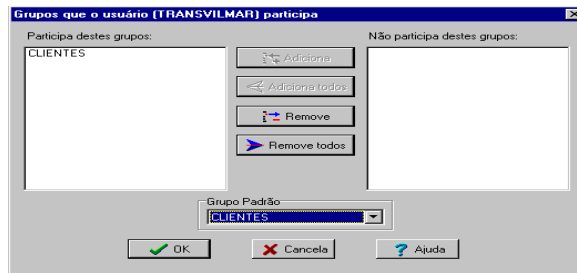 Grupos que o usuário (TRANSVILMAR) participa
Participa destes grupos:
Não participa destes grupos:
CLIENTES
Adiciona
Adiciona todos
Remove
Remove todos
Grupo Padrão
CLIENTES
OK
Cancela
Ajuda